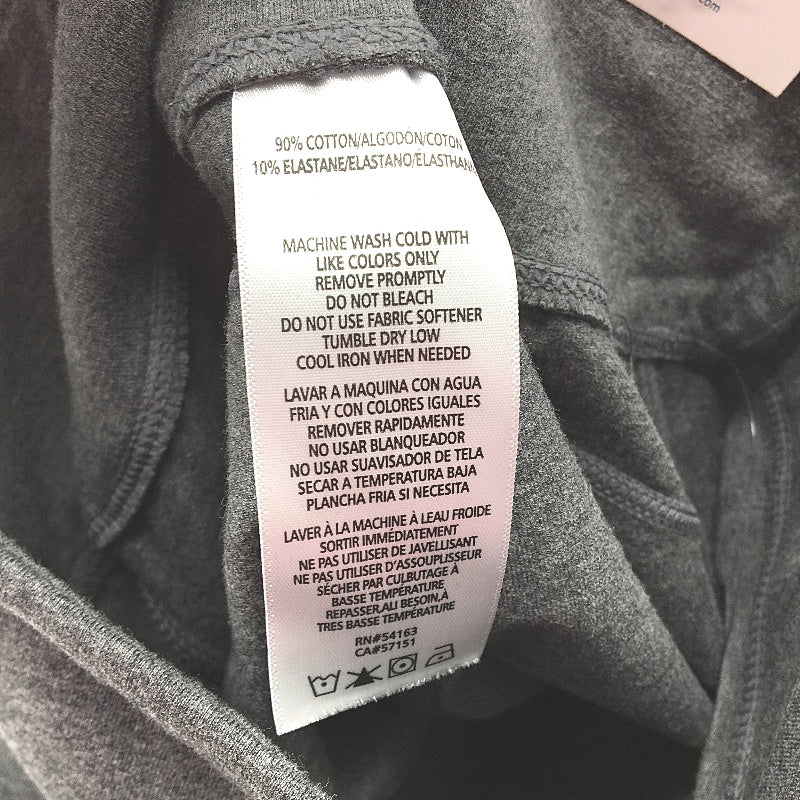 .com
90% COTTON/ALGODÓN/COTON
10% ELASTANE/ELASTANO/ÉLASTHAN
MACHINE WASH COLD WITH
LIKE COLORS ONLY
REMOVE PROMPTLY
DO NOT BLEACH
DO NOT USE FABRIC SOFTENER
TUMBLE DRY LOW
COOL IRON WHEN NEEDED
LAVAR A MAQUINA CON AGUA
FRIA Y CON COLORES IGUALES
REMOVER RAPIDAMENTE
NO USAR BLANQUEADOR
NO USAR SUAVISADOR DE TELA
SECAR A TEMPERATURA BAJA
PLANCHA FRIA SI NECESITA
LAVER À LA MACHINE À LEAU FROIDE
SORTIR IMMÉDIATEMENT
NE PAS UTILISER DE JAVELLISANT
NE PAS UTILISER D'ASSOUPLISSEUR
SÉCHER PAR CULBUTAGE À
BASSE TEMPÉRATURE
REPASSER,AU BESOIN,À
TRES BASSE TEMPÉRATURE
RN#54163
CA#57151